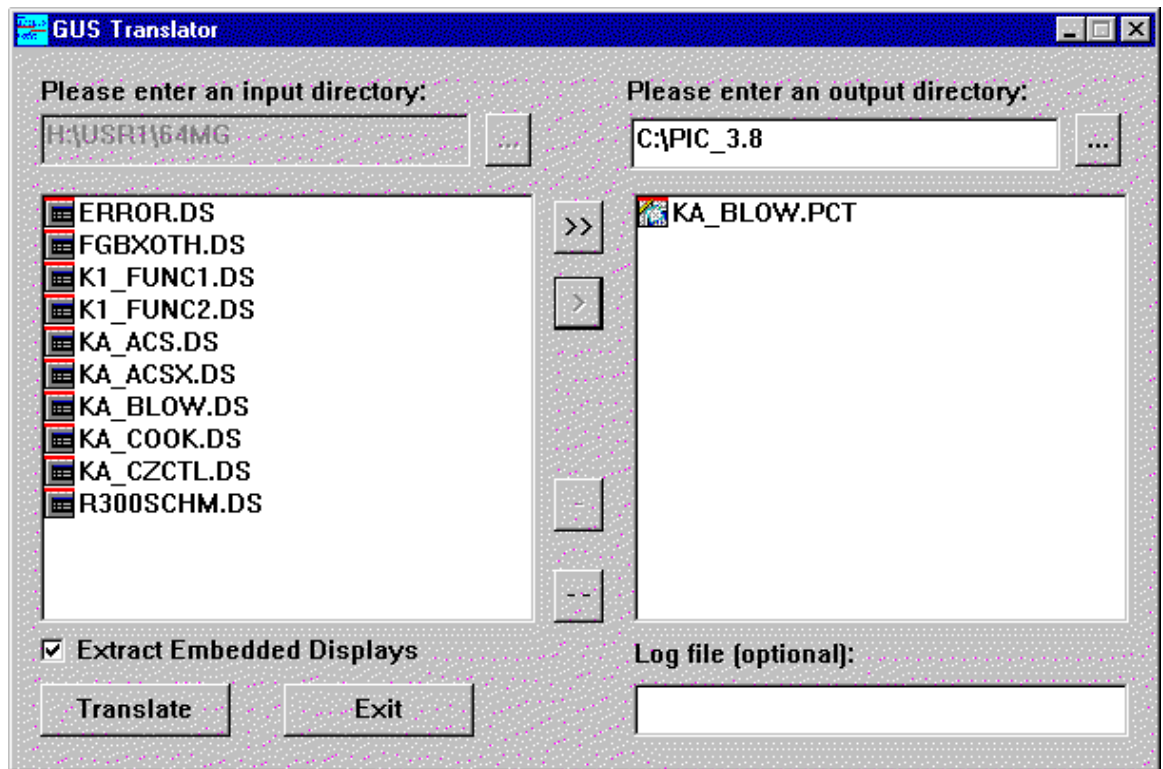 GUS Translator
Please enter an input directory:
H:\USR1\64MG
...
Please enter an output directory:
C:\PIC_3.8
...
ERROR.DS
FGBXOTH.DS
K1_FUNC1.DS
K1_FUNC2.DS
KA_ACS.DS
KA_ACSX.DS
KA_BLOW.DS
KA_COOK.DS
KA_CZCTL.DS
R300SCHM.DS
>>
>
-
--
KA_BLOW.PCT
Extract Embedded Displays
Translate
Exit
Log file (optional):